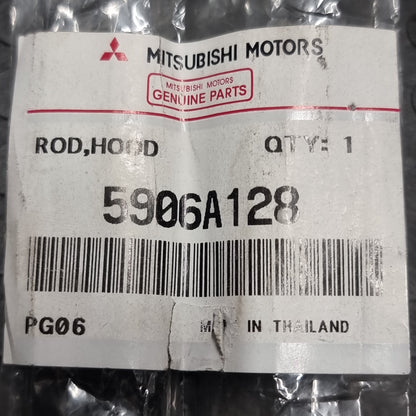 MITSUBISHI MOTORS
MITSUBISHI MOTORS
GENUINE PARTS
ROD,HOOD QTY: 1
5906A128
PG06 IN THAILAND